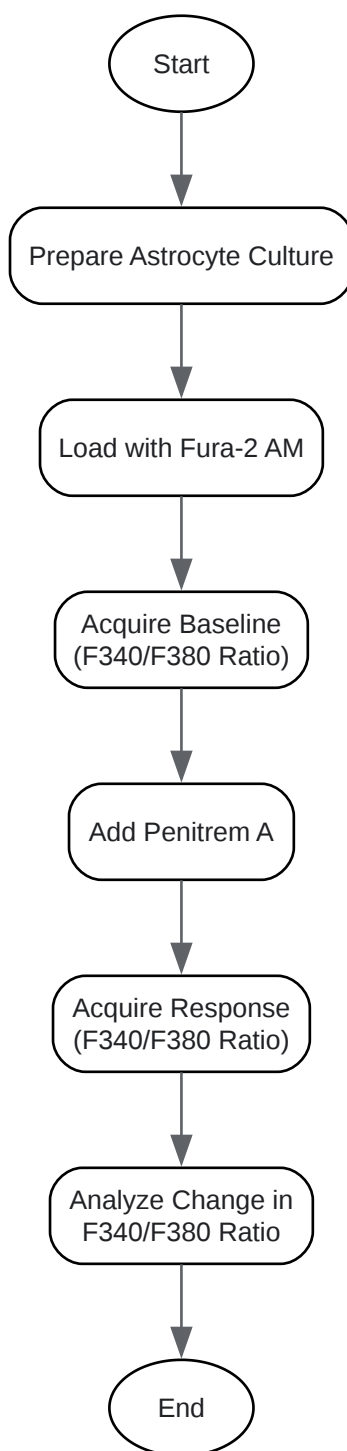 Start
Prepare Astrocyte Culture
Load with Fura-2 AM
Acquire Baseline
(F340/F380 Ratio)
Add Penitrem A
Acquire Response
(F340/F380 Ratio)
Analyze Change in
F340/F380 Ratio
End